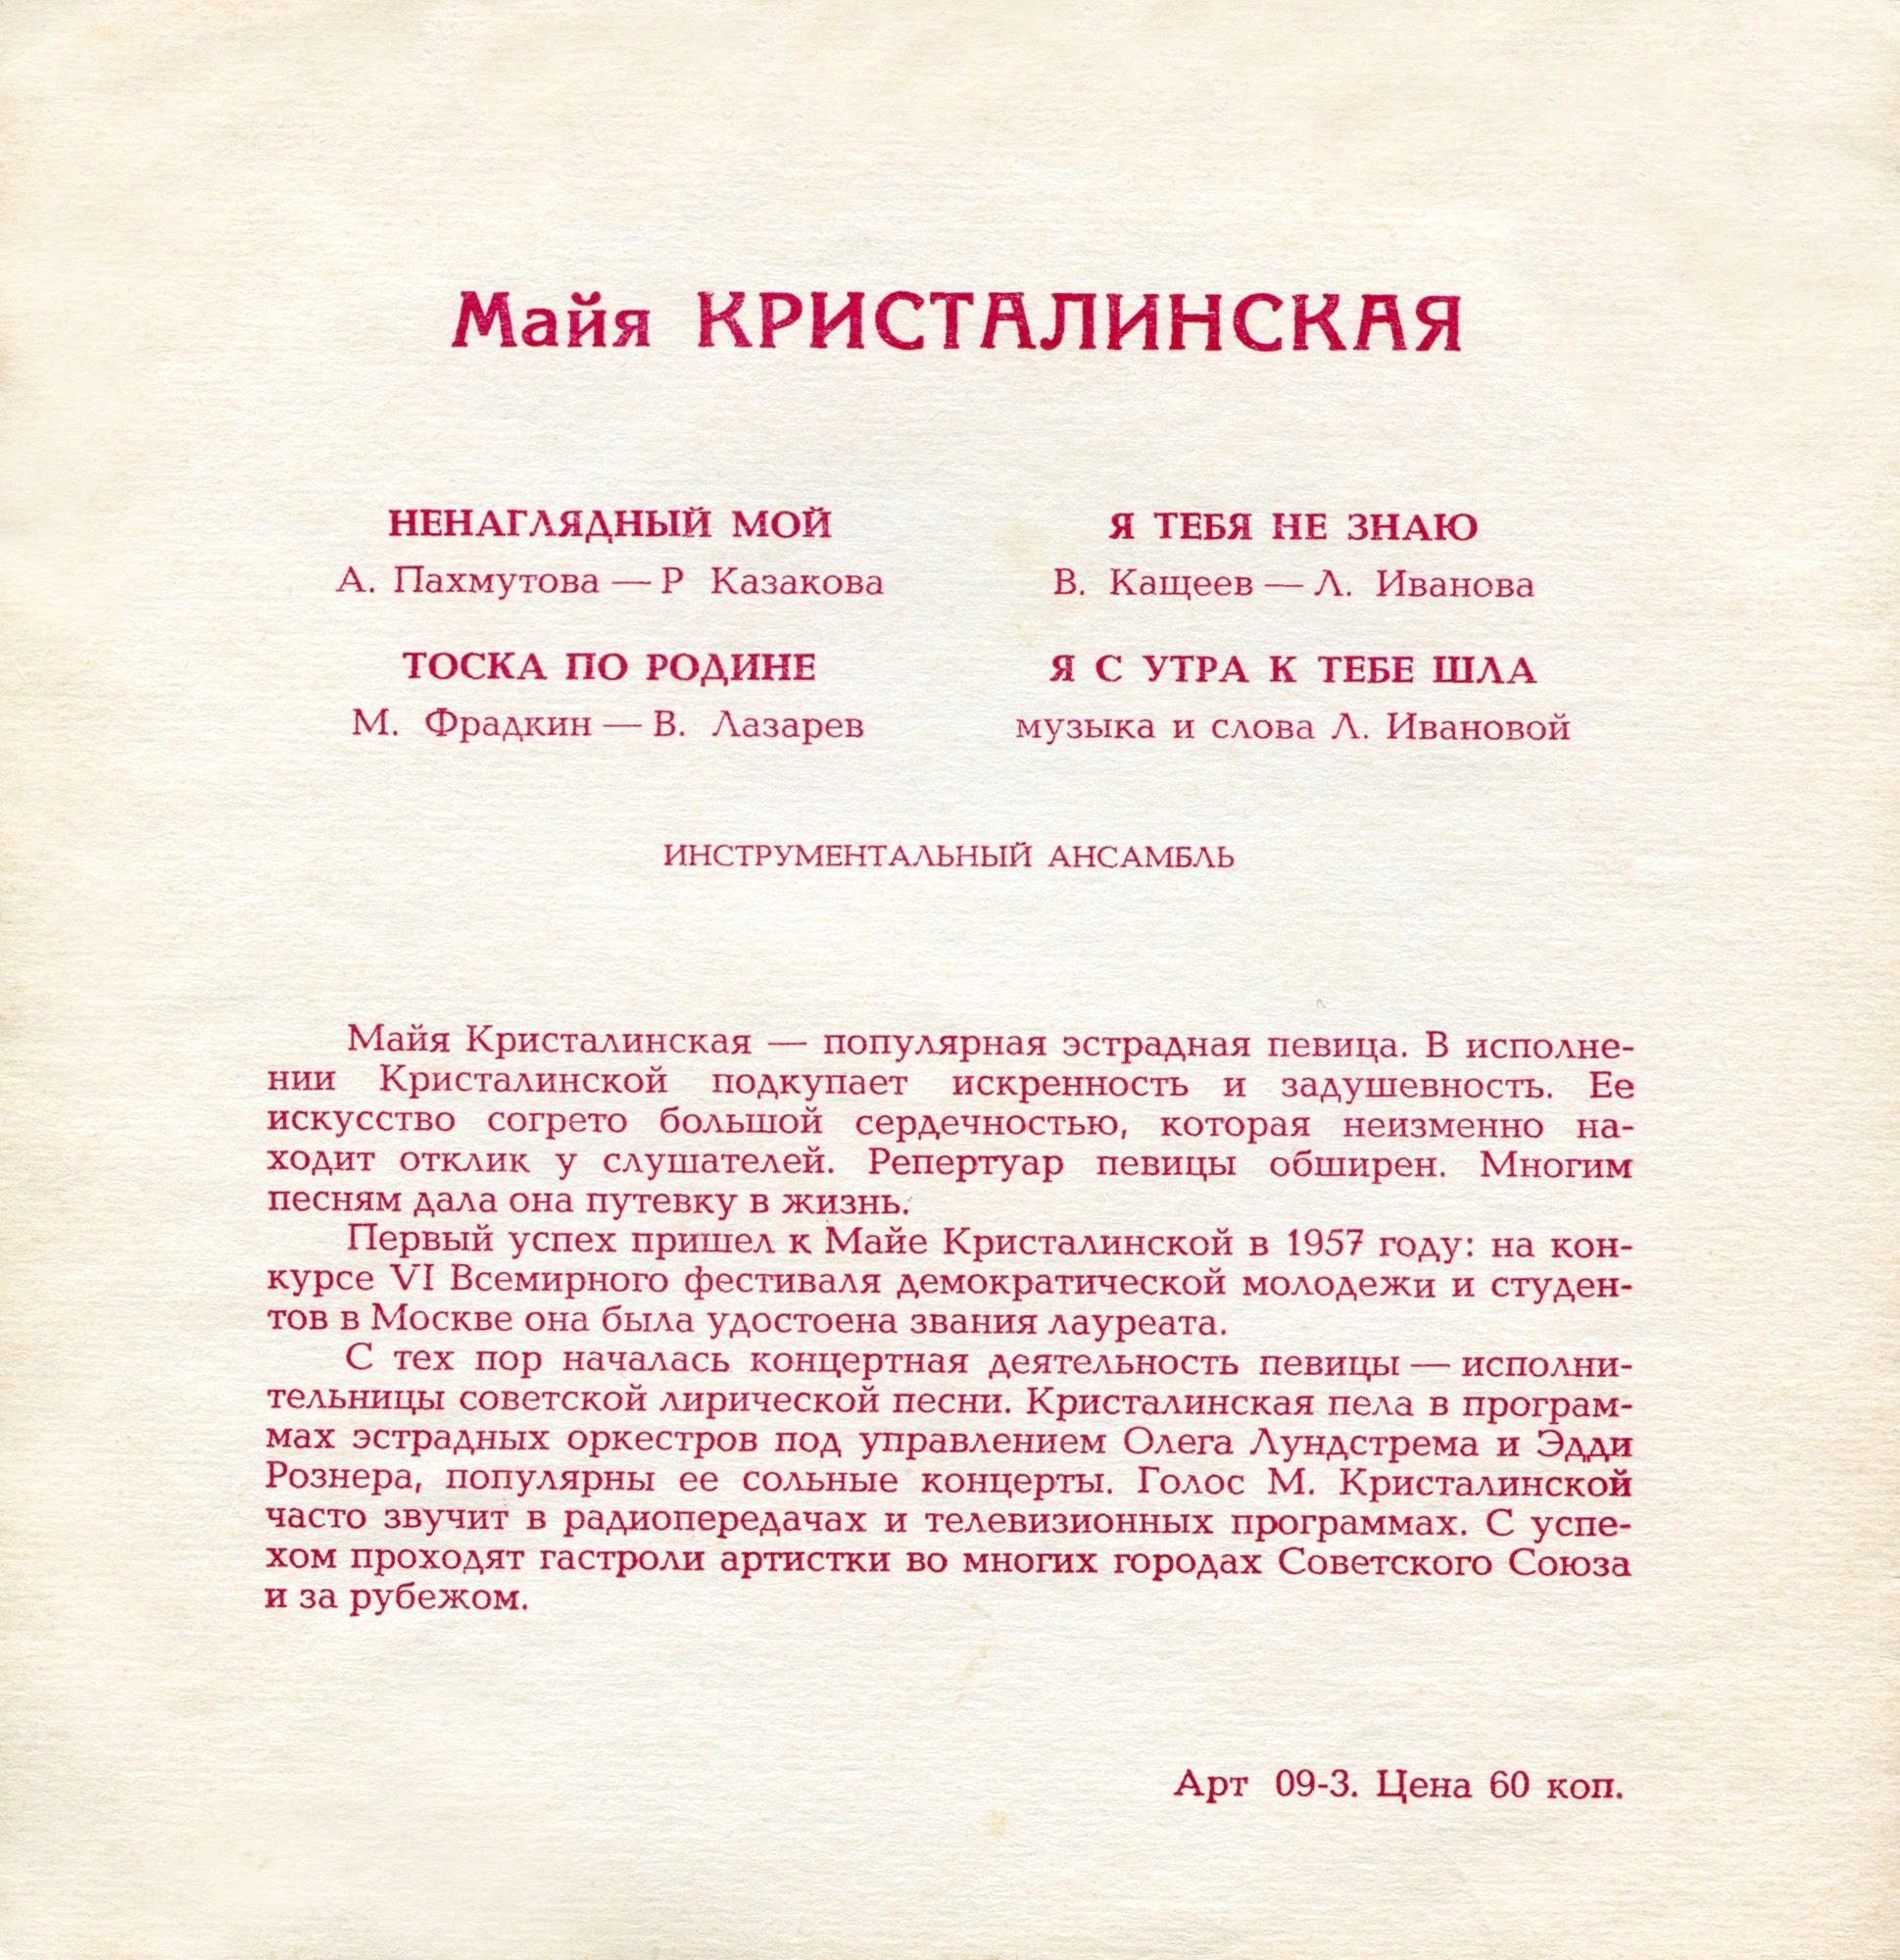 Майя КРИСТАЛИНСКАЯ
НЕНАГЛЯДНЫЙ МОЙ
А. Пахмутова — Р Казакова
ТОСКА ПО РОДИНЕ
М. Фрадкин — В. Лазарев
Я ТЕБЯ НЕ ЗНАЮ
В. Кащеев — Л. Иванова
Я С УТРА К ТЕБЕ ШЛА
музыка и слова Л. Ивановой
ИНСТРУМЕНТАЛЬНЫЙ АНСАМБЛЬ
Майя Кристалинская — популярная эстрадная певица. В исполне-
нии Кристалинской подкупает искренность и задушевность. Ее
искусство согрето большой сердечностью, которая неизменно на-
ходит отклик у слушателей. Репертуар певицы обширен. Многим
песням дала она путевку в жизнь.
Первый успех пришел к Майе Кристалинской в 1957 году: на кон-
курсе VI Всемирного фестиваля демократической молодежи и студен-
тов в Москве она была удостоена звания лауреата.
С тех пор началась концертная деятельность певицы — исполни-
тельницы советской лирической песни. Кристалинская пела в програм-
мах эстрадных оркестров под управлением Олега Лундстрема и Эдди
Рознера, популярны ее сольные концерты. Голос М. Кристалинской
часто звучит в радиопередачах и телевизионных программах. С успе-
хом проходят гастроли артистки во многих городах Советского Союза
и за рубежом.
Арт 09-3. Цена 60 коп.